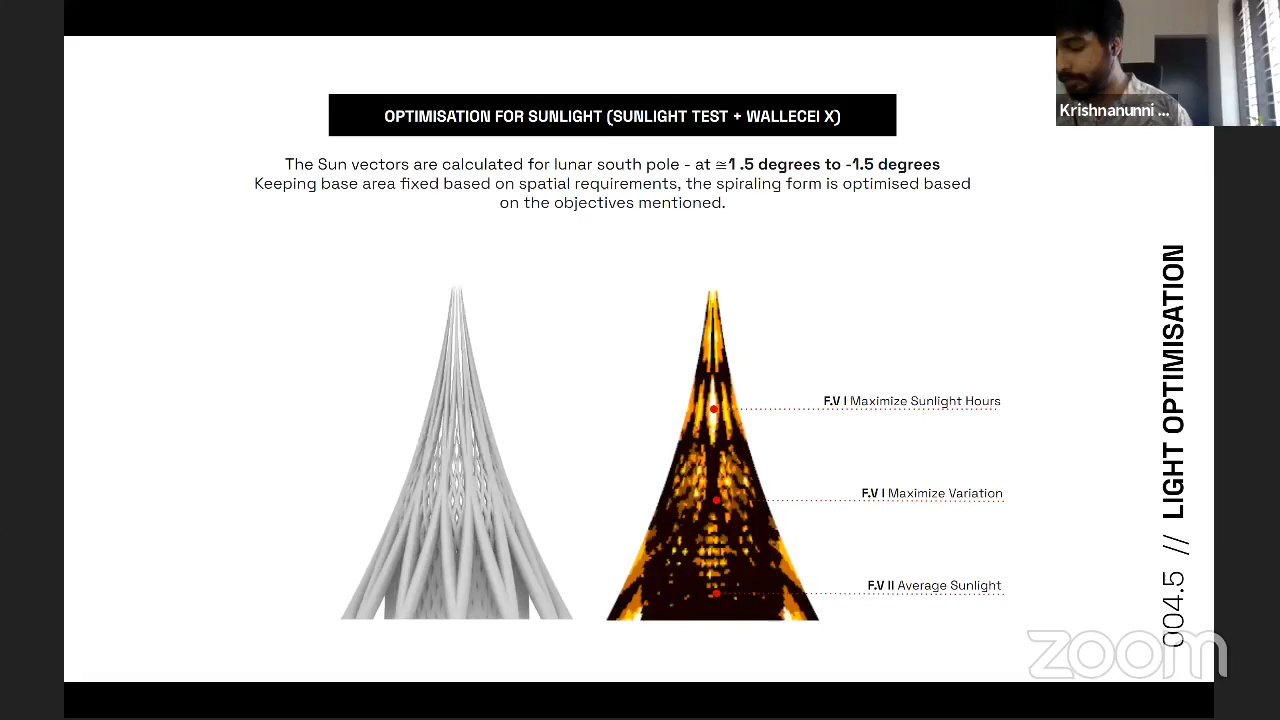 OPTIMISATION FOR SUNLIGHT (SUNLIGHT TEST + WALLECEI X)
The Sun vectors are calculated for lunar south pole - at ≅1 .5 degrees to -1.5 degrees
Keeping base area fixed based on spatial requirements, the spiraling form is optimised based
on the objectives mentioned.
F.V I Maximize Sunlight Hours
F.V I Maximize Variation
F.V II Average Sunlight
004.5 // LIGHT OPTIMISATION
Krishnanunni ...
zoom